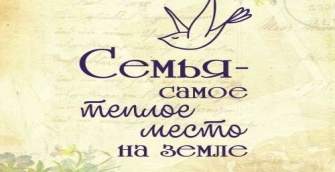 Семья-
самое
теплое
место
на земле